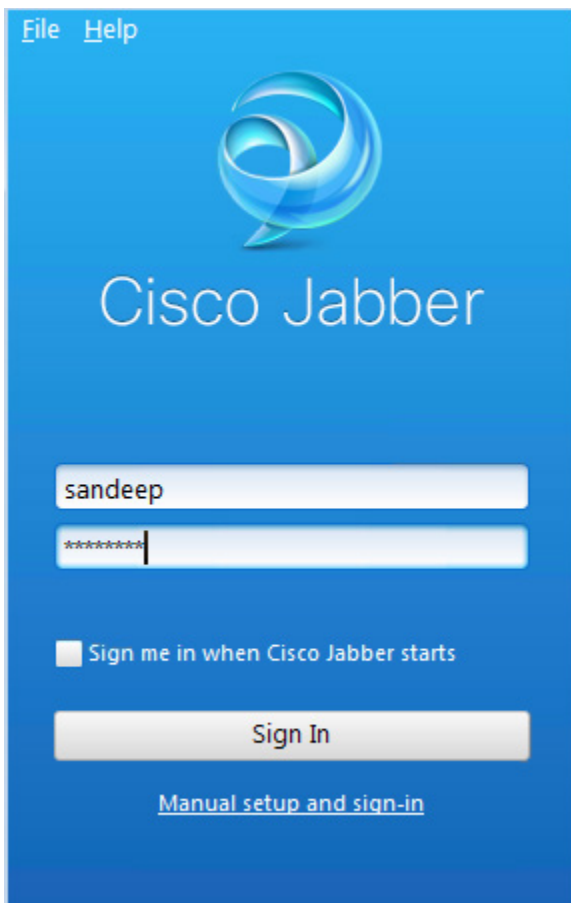 File Help
Cisco Jabber
sandeep
********
Sign me in when Cisco Jabber starts
Sign In
Manual setup and sign-in